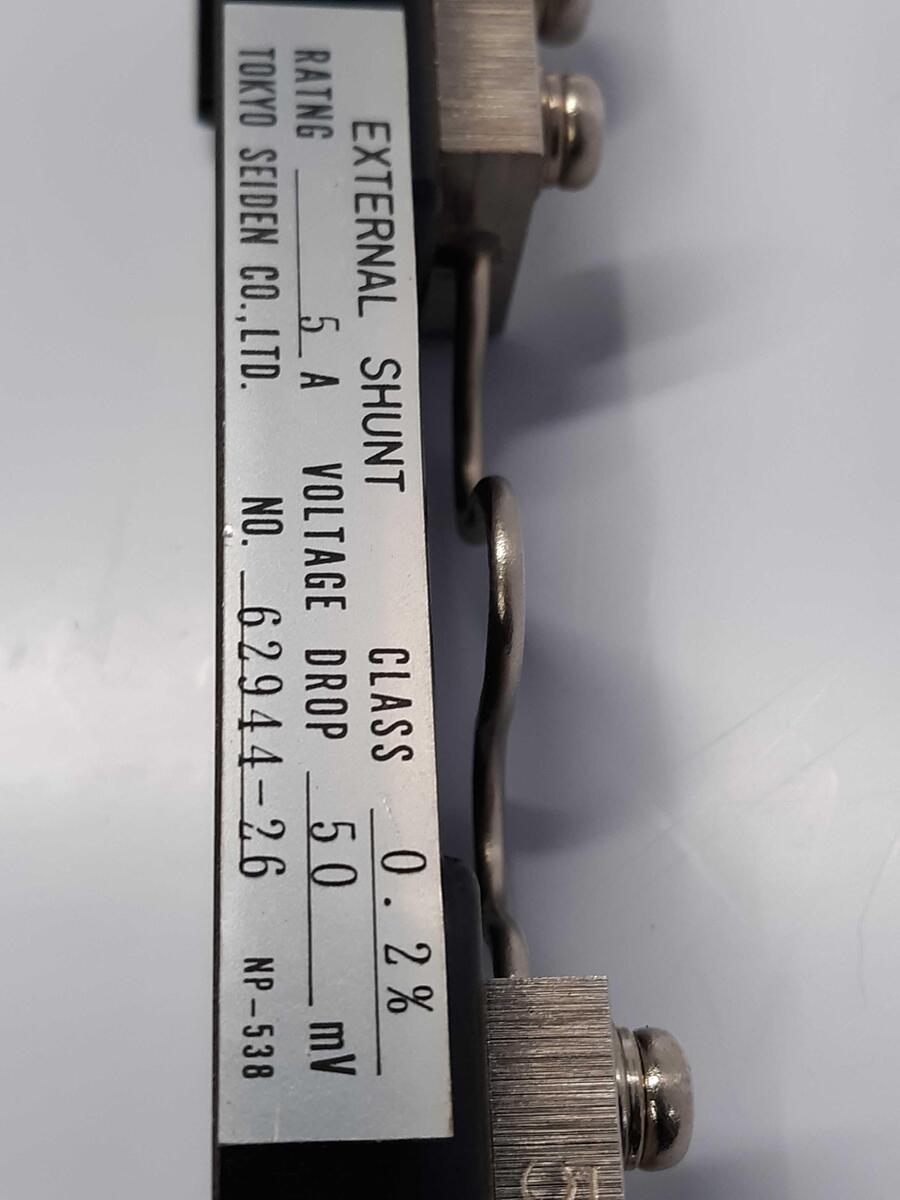 EXTERNAL SHUNT CLASS 0.2%
RATNG 5 A VOLTAGE DROP 50 mV
TOKYO SEIDEN CO.,LTD. NO. 62944-26 NP-538
5